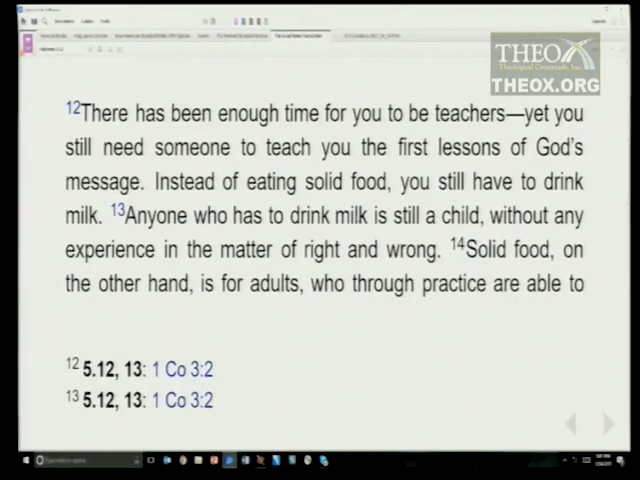 THEOX
Theological Crossroads, Inc.
THEOX.ORG
12There has been enough time for you to be teachers—yet you
still need someone to teach you the first lessons of God's
message. Instead of eating solid food, you still have to drink
milk. 13Anyone who has to drink milk is still a child, without any
experience in the matter of right and wrong. 14Solid food, on
the other hand, is for adults, who through practice are able to
12 5.12, 13: 1 Co 3:2
13 5.12, 13: 1 Co 3:2